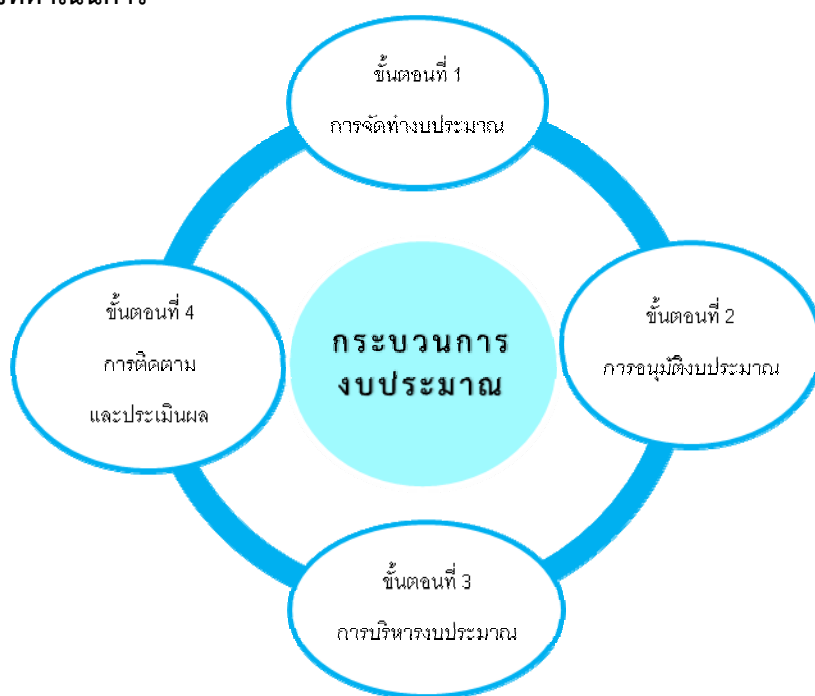 ขั้นตอนที่ 1
การจัดทำงบประมาณ
ขั้นตอนที่ 2
การอนุมัติงบประมาณ
ขั้นตอนที่ 3
การบริหารงบประมาณ
ขั้นตอนที่ 4
การติดตาม
และประเมินผล
กระบวนการ
งบประมาณ